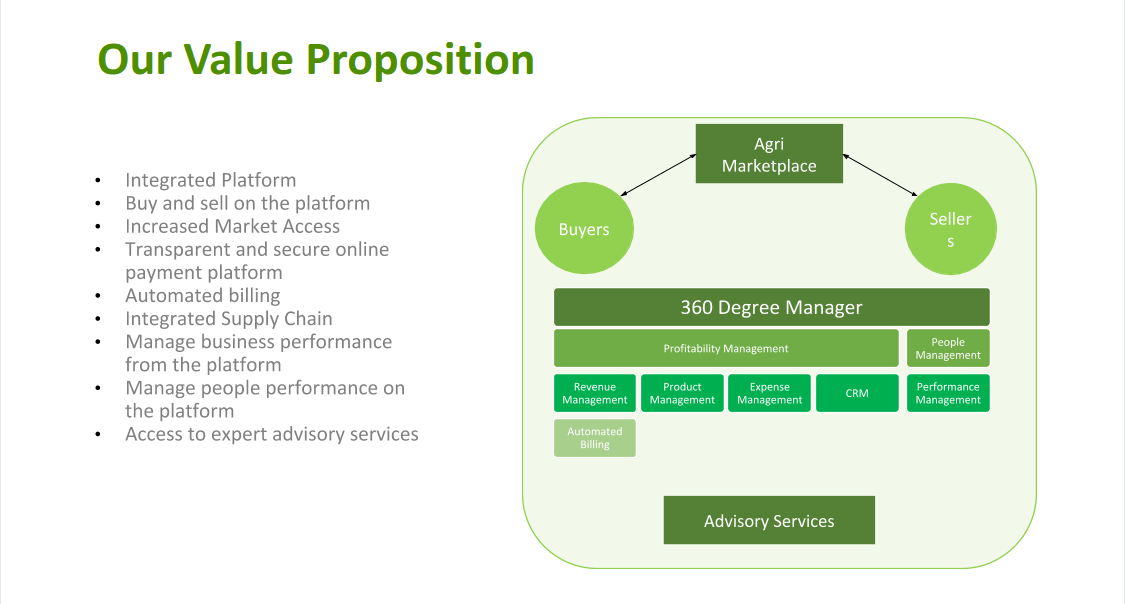 Our Value Proposition
• Integrated Platform
• Buy and sell on the platform
• Increased Market Access
• Transparent and secure online
payment platform
• Automated billing
• Integrated Supply Chain
• Manage business performance
from the platform
• Manage people performance on
the platform
• Access to expert advisory services
Agri
Marketplace
Buyers
Seller
s
360 Degree Manager
Profitability Management
People
Management
Revenue
Management
Product
Management
Expense
Management
CRM
Performance
Management
Automated
Billing
Advisory Services